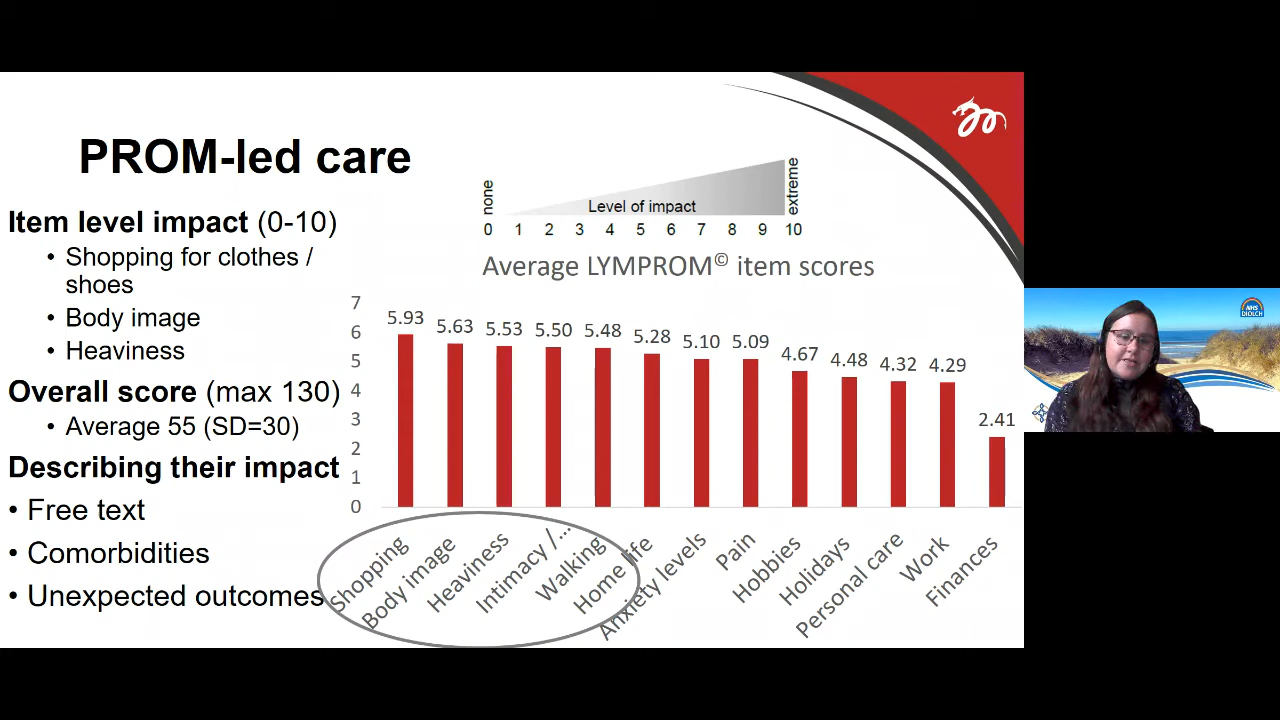 PROM-led care
Item level impact (0-10)
• Shopping for clothes /
shoes
• Body image
• Heaviness
Overall score (max 130)
• Average 55 (SD=30)
Describing their impact
• Free text
• Comorbidities
• Unexpected outcomes
none
Level of impact
extreme
0 1 2 3 4 5 6 7 8 9 10
Average LYMPROM© item scores
7
6
5
4
3
2
1
0
5.93 5.63 5.53 5.50 5.48 5.28 5.10 5.09 4.67 4.48 4.32 4.29 2.41
Shopping
Body image
Heaviness
Intimacy /...
Walking
Home life
Anxiety levels
Pain
Hobbies
Holidays
Personal care
Work
Finances
NHS
DIOLCH